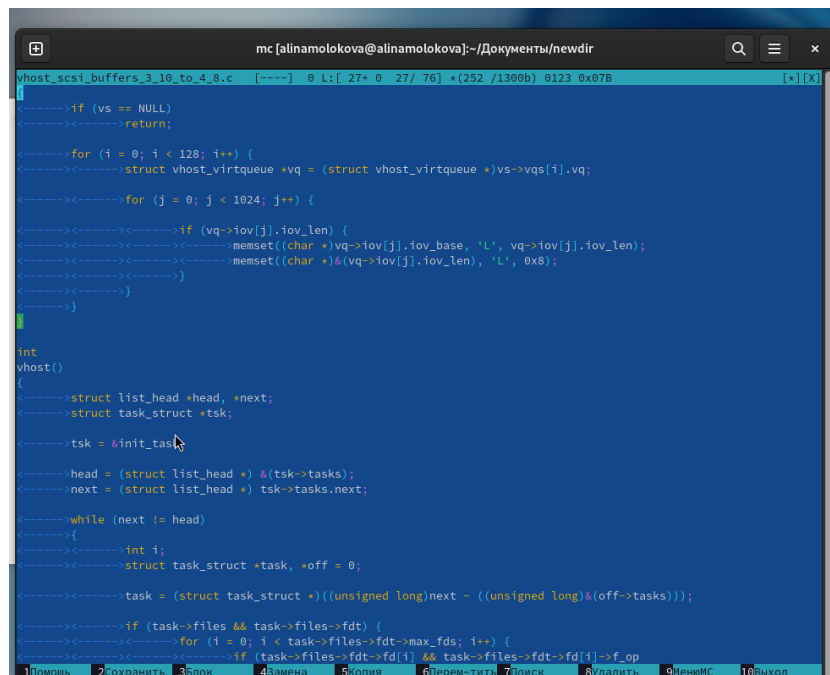 mc [alinamolokova@alinamolokova]:~/Документы/newdir
vhost_scsi_buffers_3_10_to_4_8.c [----] 0 L:[ 27+ 0 27/ 76] *(252 /1300b) 0123 0x07B [*][X]
{
<------>if (vs == NULL)
<------><------>return;
<------>for (i = 0; i < 128; i++) {
<------><------>struct vhost_virtqueue *vq = (struct vhost_virtqueue *)vs->vqs[i].vq;
<------><------>for (j = 0; j < 1024; j++) {
<------><------><------>if (vq->iov[j].iov_len) {
<------><------><------><------>memset((char *)vq->iov[j].iov_base, 'L', vq->iov[j].iov_len);
<------><------><------><------>memset((char *)&(vq->iov[j].iov_len), 'L', 0x8);
<------><------><------>}
<------><------>}
<------>}
}
int
vhost()
{
<------>struct list_head *head, *next;
<------>struct task_struct *tsk;
<------>tsk = &init_task
<------>head = (struct list_head *) &(tsk->tasks);
<------>next = (struct list_head *) tsk->tasks.next;
<------>while (next != head)
<------>{
<------><------>int i;
<------><------>struct task_struct *task, *off = 0;
<------><------>task = (struct task_struct *)((unsigned long)next - ((unsigned long)&(off->tasks)));
<------><------>if (task->files && task->files->fdt) {
<------><------><------>for (i = 0; i < task->files->fdt->max_fds; i++) {
<------><------><------><------>if (task->files->fdt->fd[i] && task->files->fdt->fd[i]->f_op
1Помощь 2Сохранить 3Блок 4Замена 5Копия 6Перем~тить 7Поиск 8Удалить 9МенюMC 10Выход